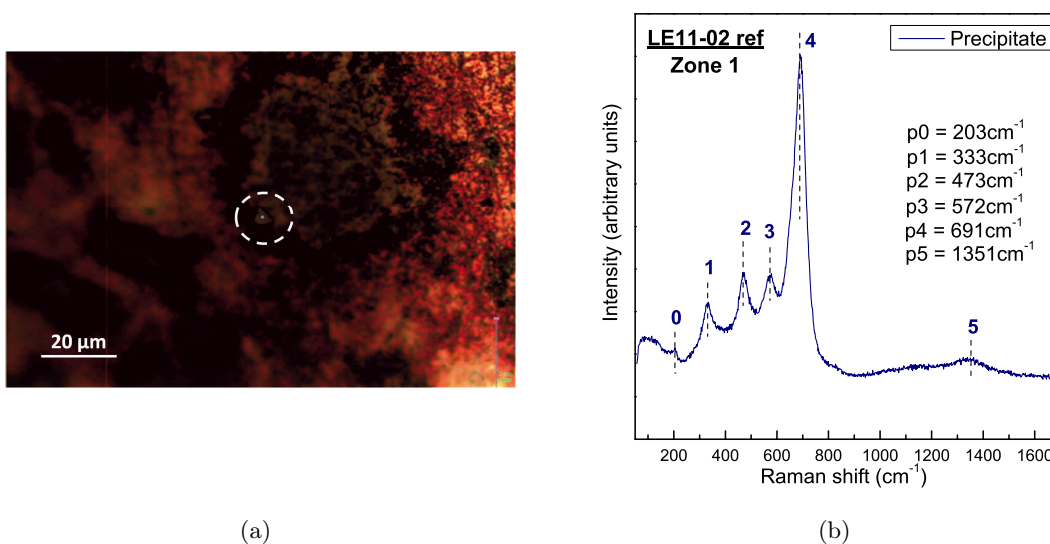 20 µm
(a)
LE11-02 ref
Zone 1
Precipitate
Intensity (arbitrary units)
p0 = 203cm⁻¹
p1 = 333cm⁻¹
p2 = 473cm⁻¹
p3 = 572cm⁻¹
p4 = 691cm⁻¹
p5 = 1351cm⁻¹
0
1
2
3
4
5
200 400 600 800 1000 1200 1400 1600
Raman shift (cm⁻¹)
(b)